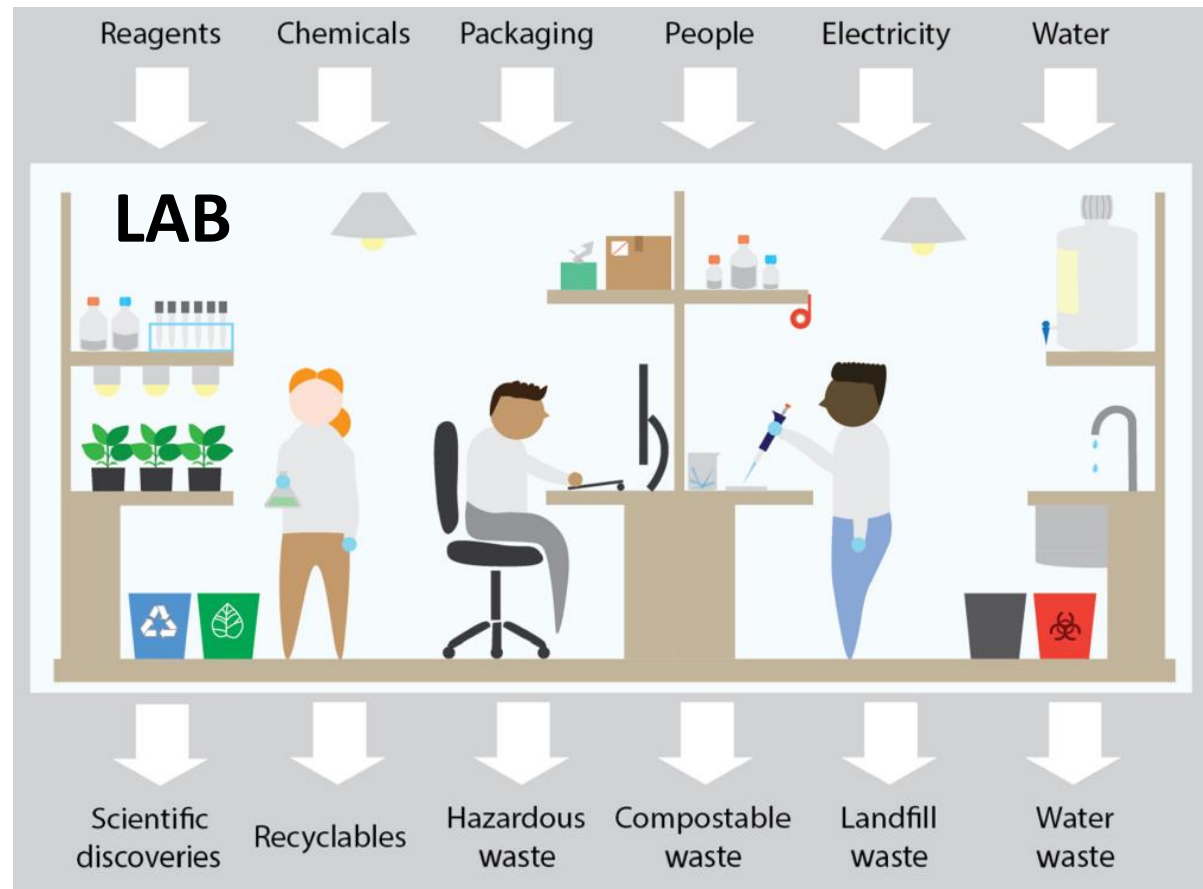 Reagents Chemicals Packaging People Electricity Water
LAB
Scientific discoveries
Recyclables
Hazardous waste
Compostable waste
Landfill waste
Water waste